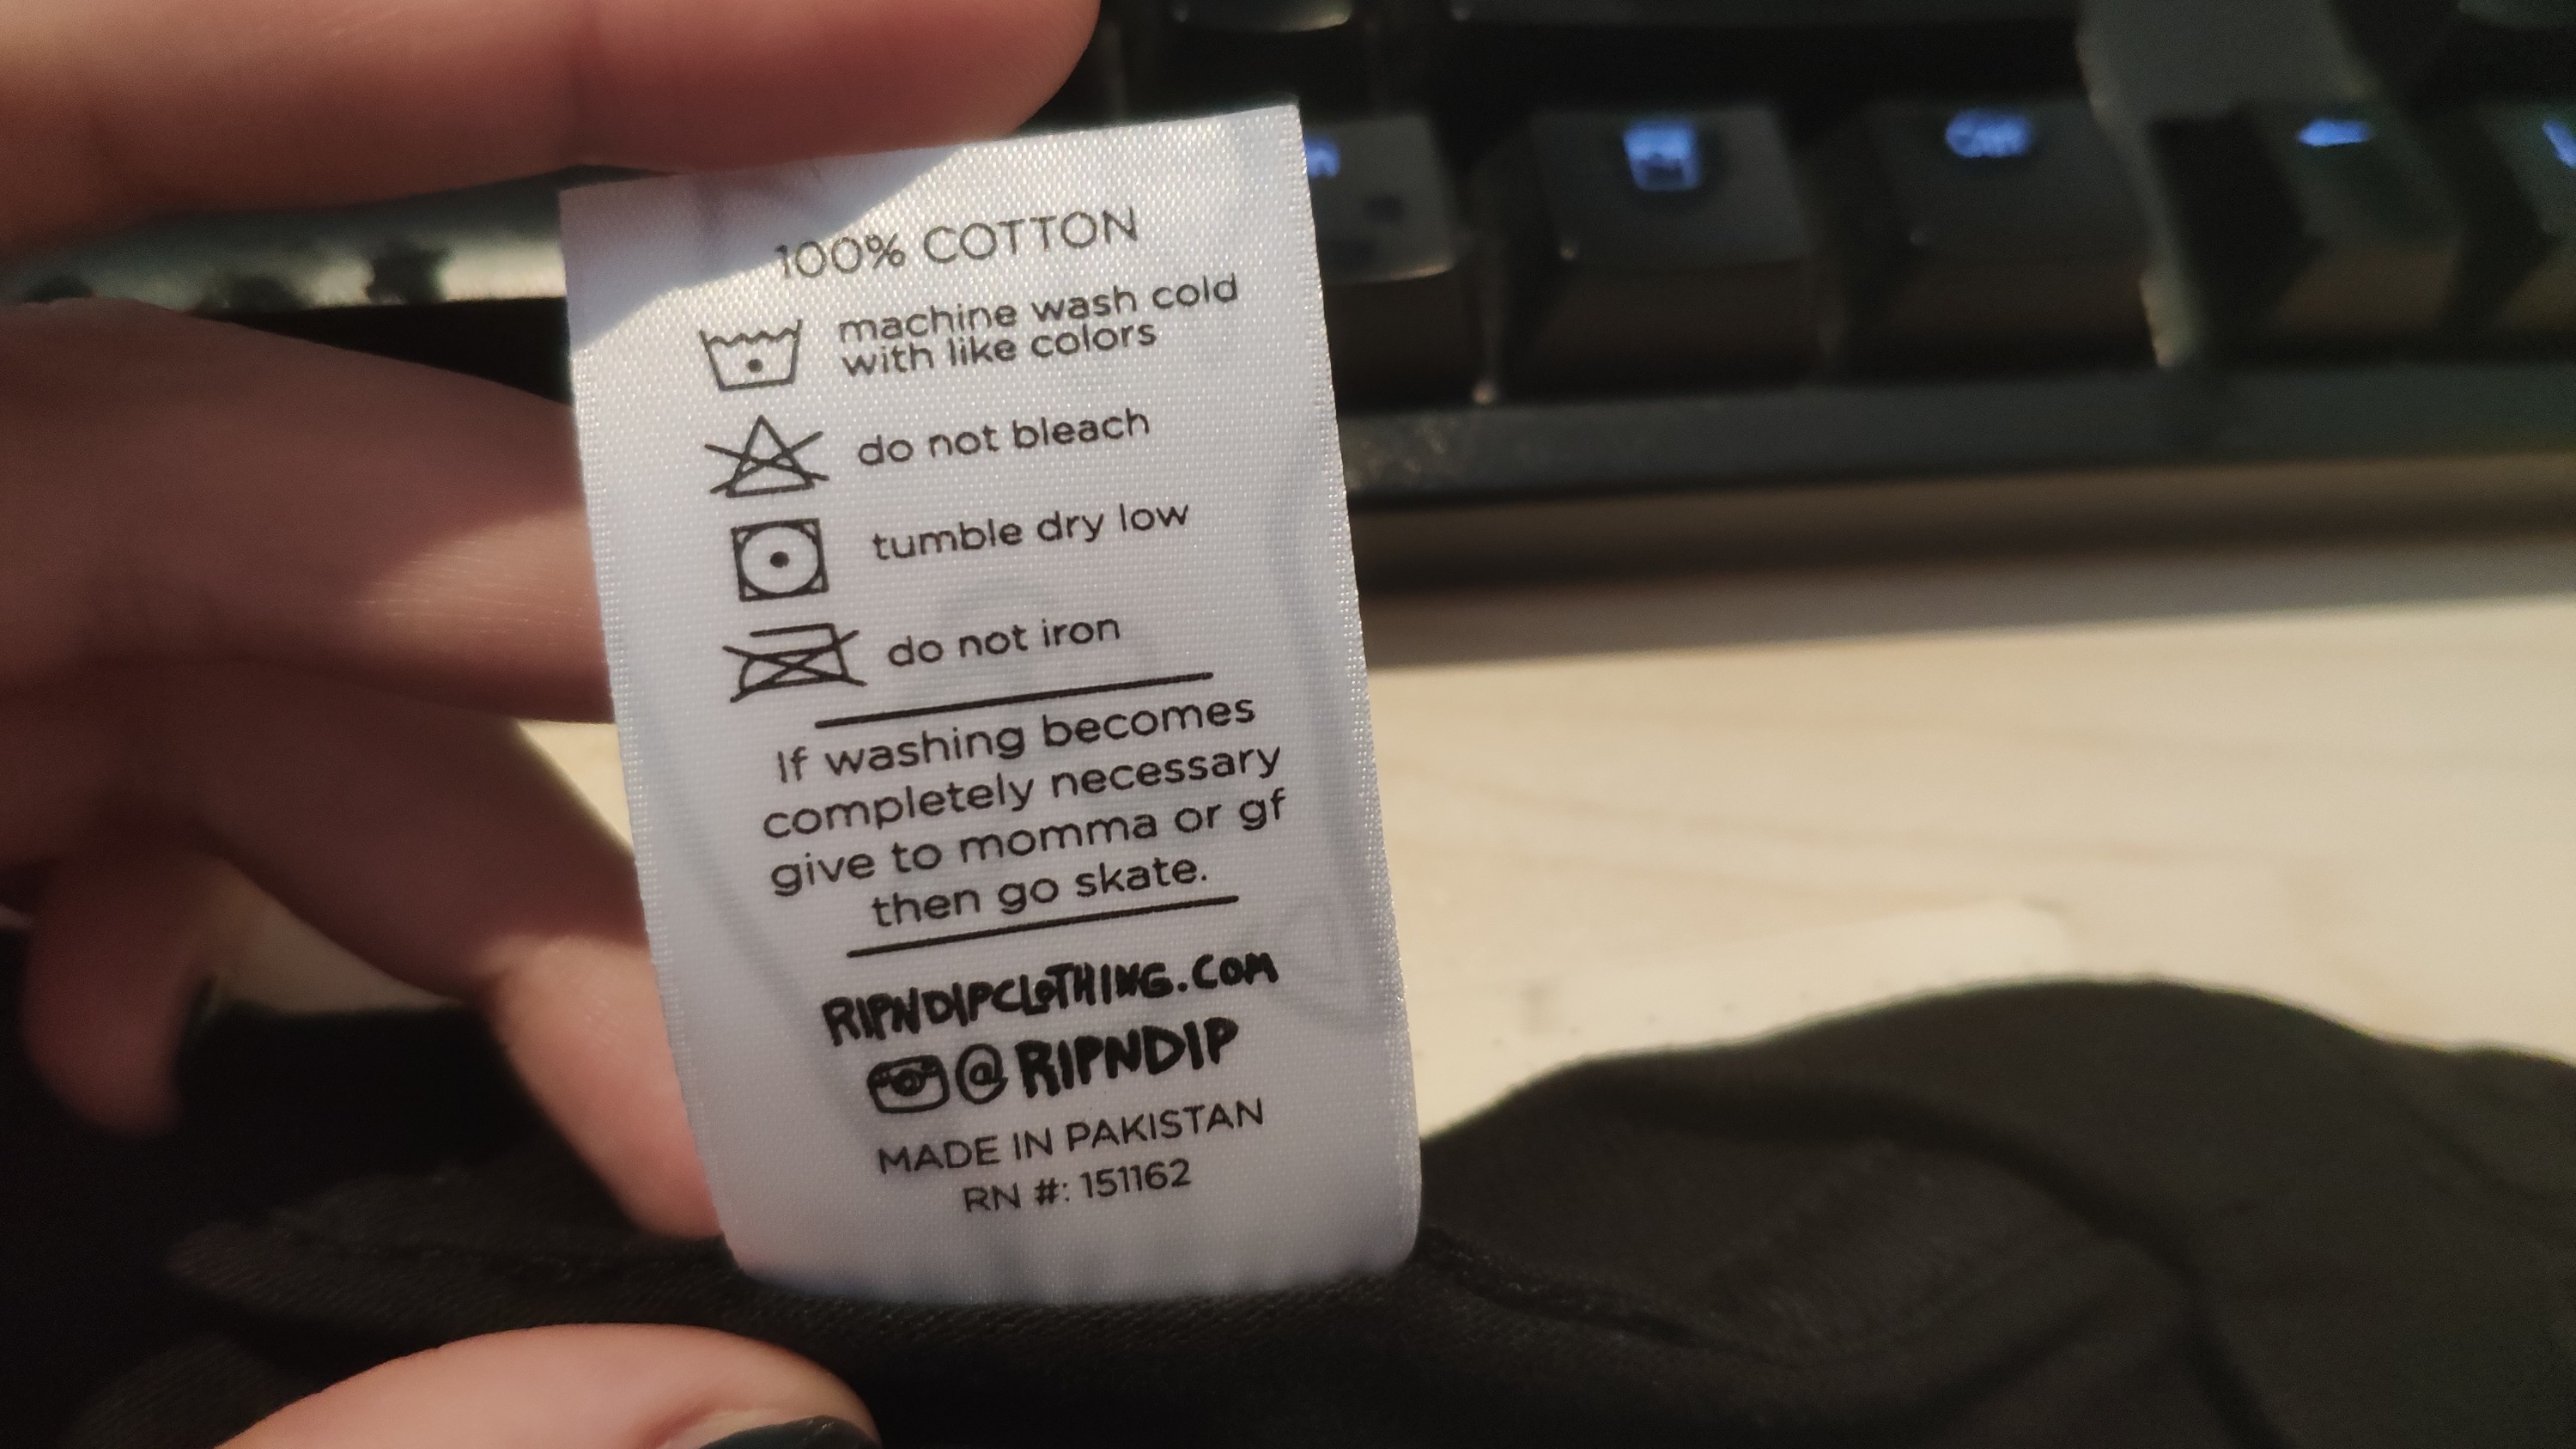 100% COTTON
machine wash cold
with like colors
do not bleach
tumble dry low
do not iron
If washing becomes
completely necessary
give to momma or gf
then go skate.
RIPNDIPCLOTHING.COM
@RIPNDIP
MADE IN PAKISTAN
RN #: 151162